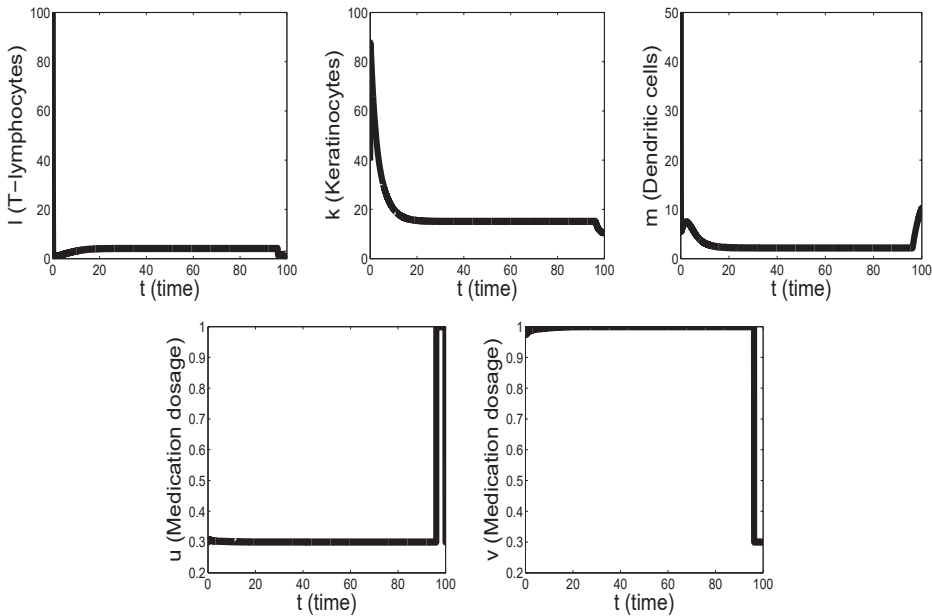 l (T-lymphocytes)
100
80
60
40
20
0
0 20 40 60 80 100
t (time)
k (Keratinocytes)
100
80
60
40
20
0
0 20 40 60 80 100
t (time)
m (Dendritic cells)
50
40
30
20
10
0
0 20 40 60 80 100
t (time)
u (Medication dosage)
1
0.9
0.8
0.7
0.6
0.5
0.4
0.3
0.2
0 20 40 60 80 100
t (time)
v (Medication dosage)
1
0.9
0.8
0.7
0.6
0.5
0.4
0.3
0.2
0 20 40 60 80 100
t (time)